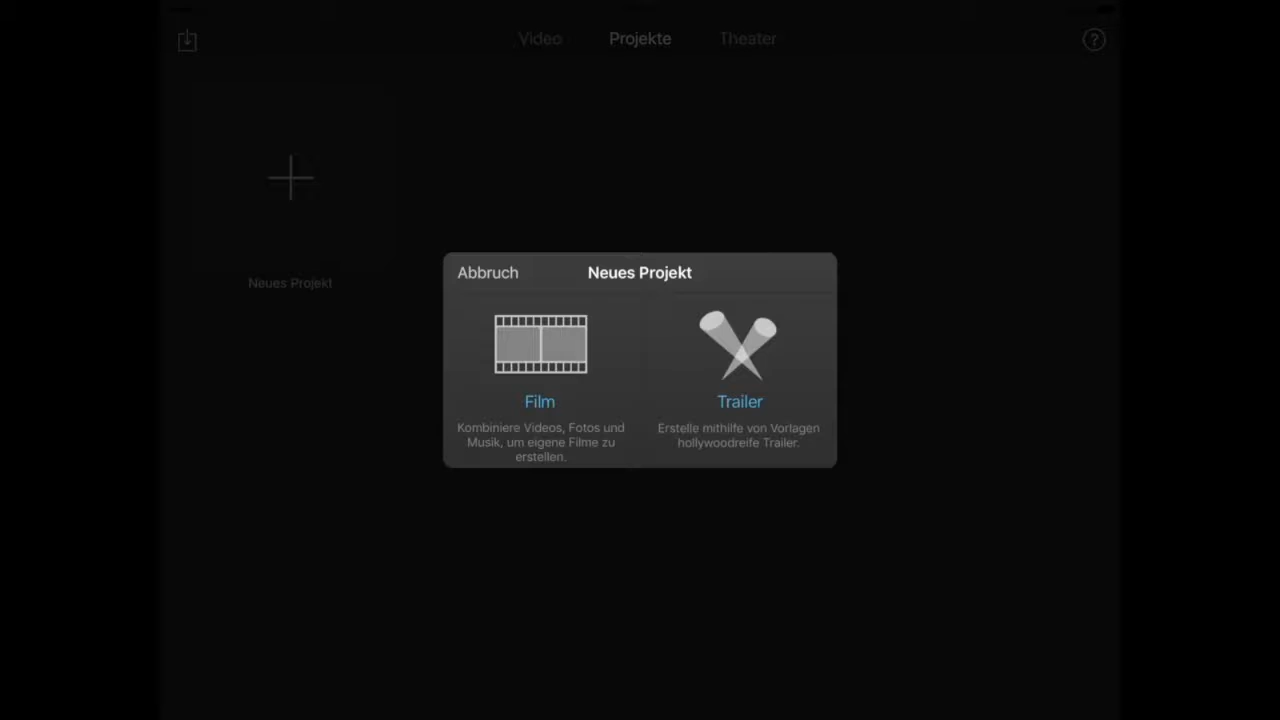 Video Projekte Theater ?
Neues Projekt
Abbruch Neues Projekt
Film
Kombiniere Videos, Fotos und
Musik, um eigene Filme zu
erstellen.
Trailer
Erstelle mithilfe von Vorlagen
hollywoodreife Trailer.